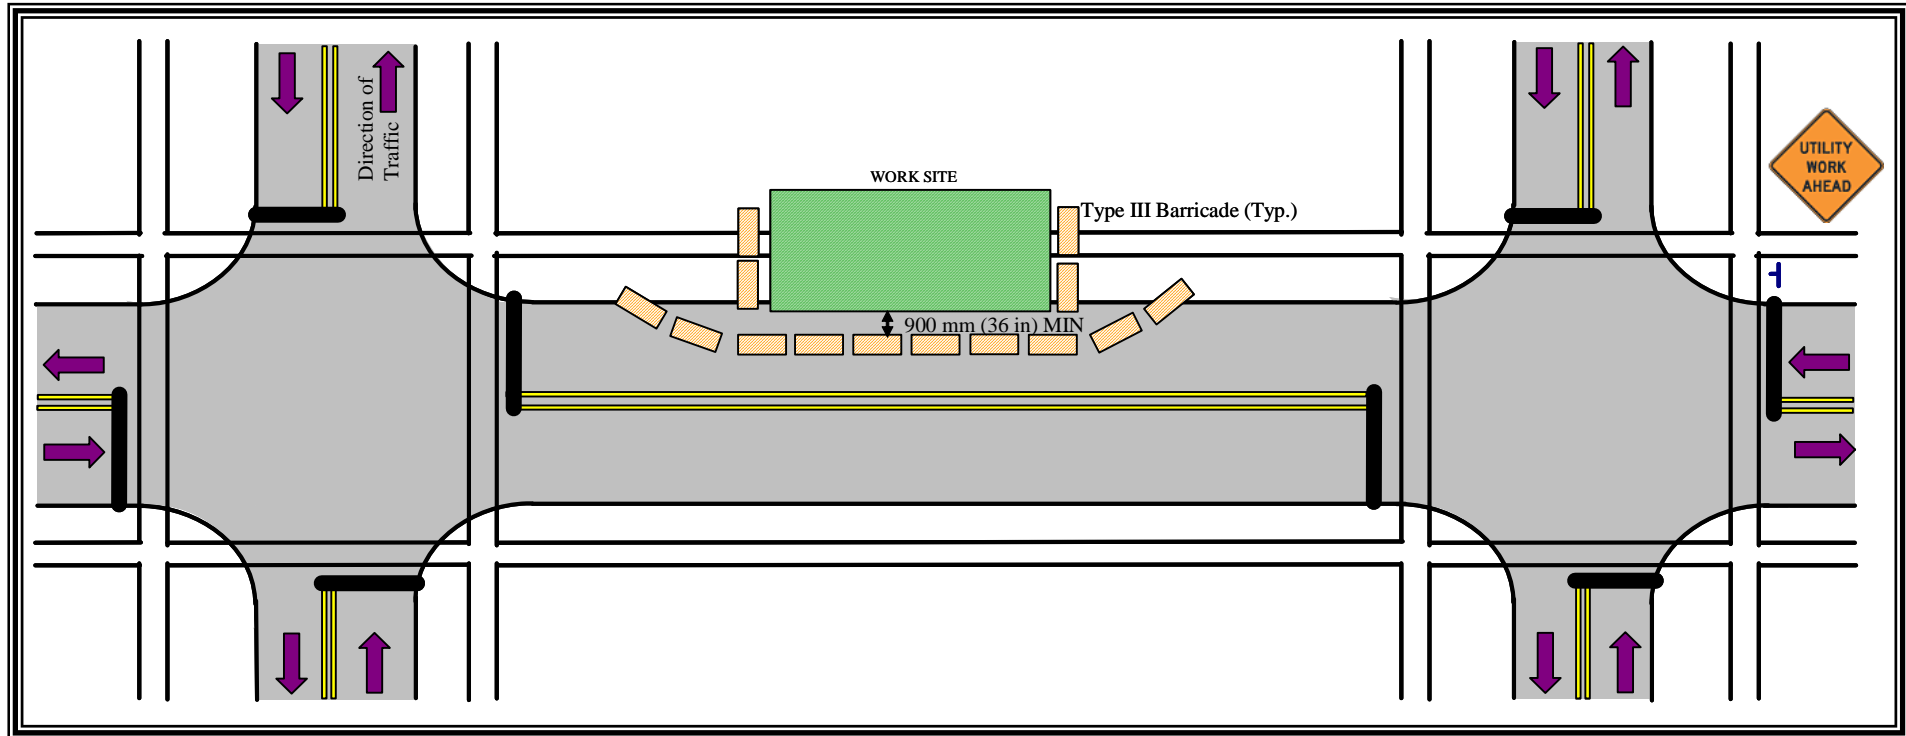 Direction of
Traffic
WORK SITE
Type III Barricade (Typ.)
900 mm (36 in) MIN
UTILITY
WORK
AHEAD